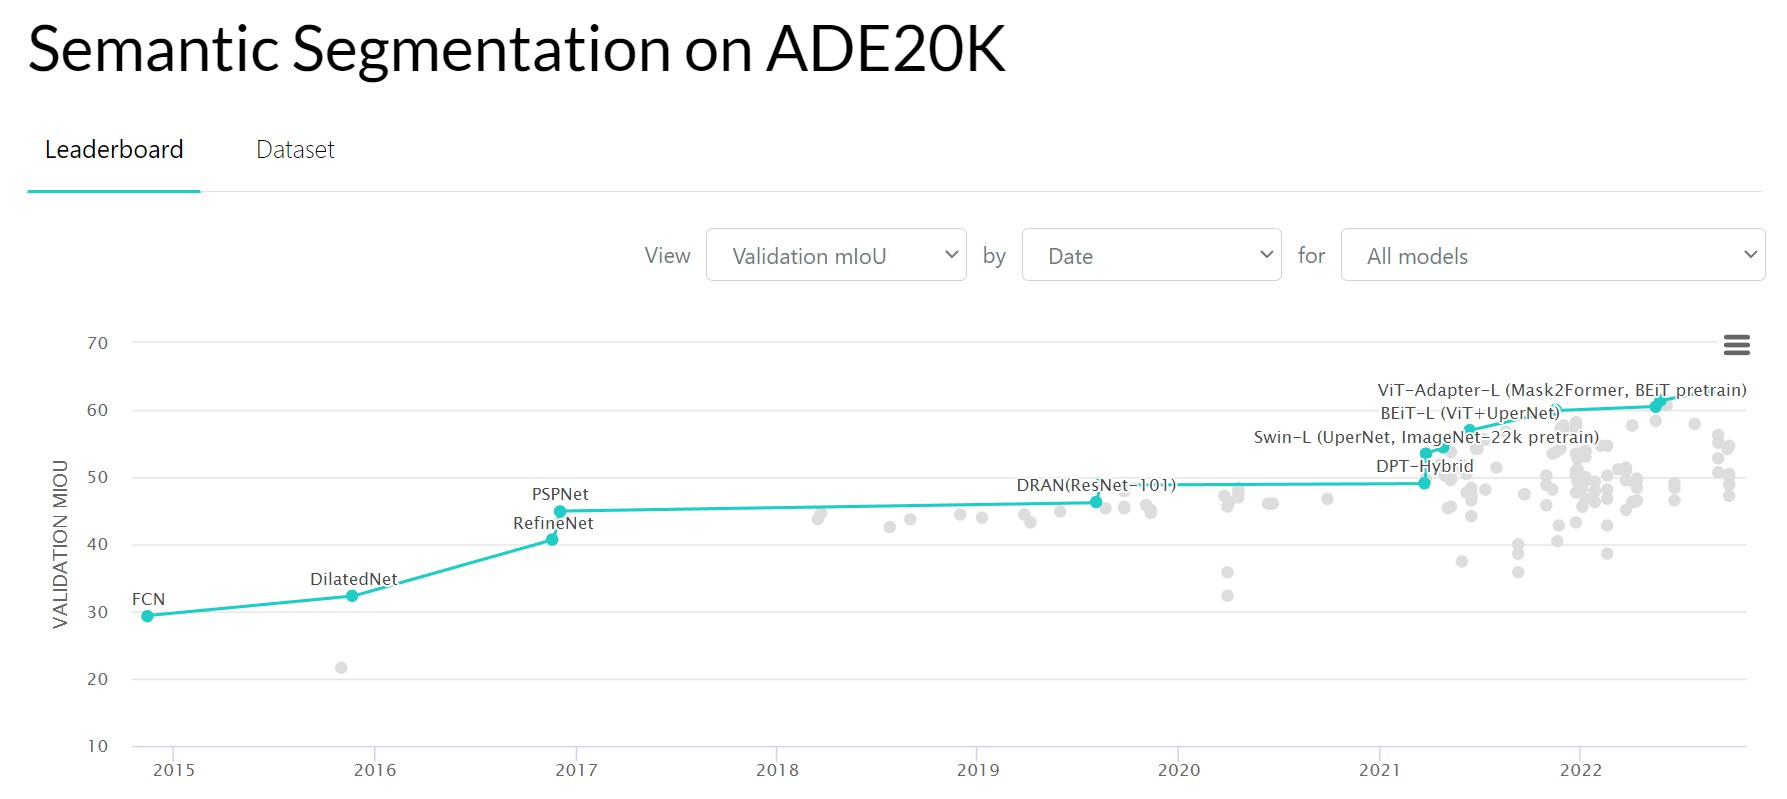 Semantic Segmentation on ADE20K
Leaderboard Dataset
View Validation mIoU by Date for All models
70
60
50
40
30
20
10
VALIDATION MIOU
ViT-Adapter-L (Mask2Former, BEiT pretrain)
BEiT-L (ViT+UperNet)
Swin-L (UperNet, ImageNet-22k pretrain)
DPT-Hybrid
DRAN(ResNet-101)
PSPNet
RefineNet
DilatedNet
FCN
2015 2016 2017 2018 2019 2020 2021 2022